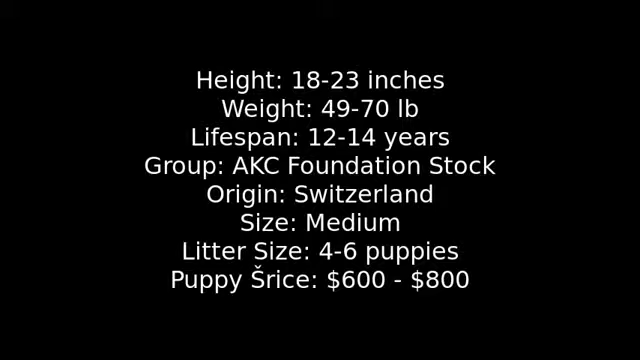 Height: 18-23 inches
Weight: 49-70 lb
Lifespan: 12-14 years
Group: AKC Foundation Stock
Origin: Switzerland
Size: Medium
Litter Size: 4-6 puppies
Puppy Šrice: $600 - $800